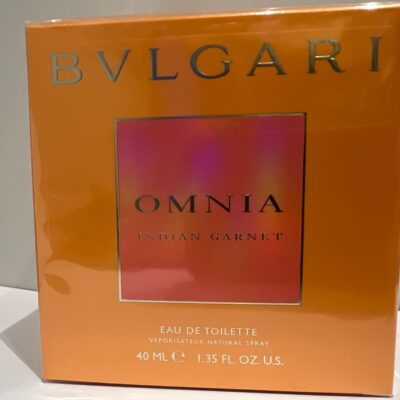 BVLGARI
OMNIA
INDIAN GARNET
EAU DE TOILETTE
VAPORISATEUR NATURAL SPRAY
40 ML ℮ 1.35 FL. OZ. U.S.